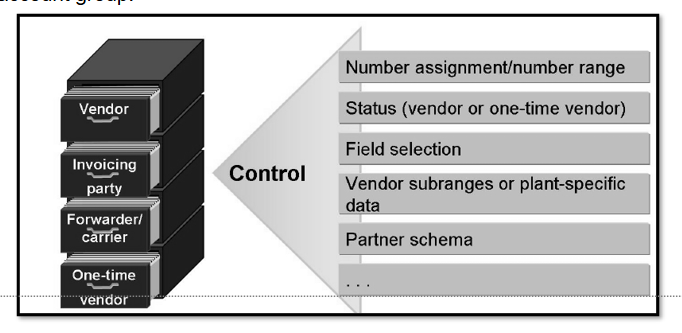 account group.
Vendor
Invoicing
party
Forwarder/
carrier
One-time
vendor
Control
Number assignment/number range
Status (vendor or one-time vendor)
Field selection
Vendor subranges or plant-specific
data
Partner schema
. . .